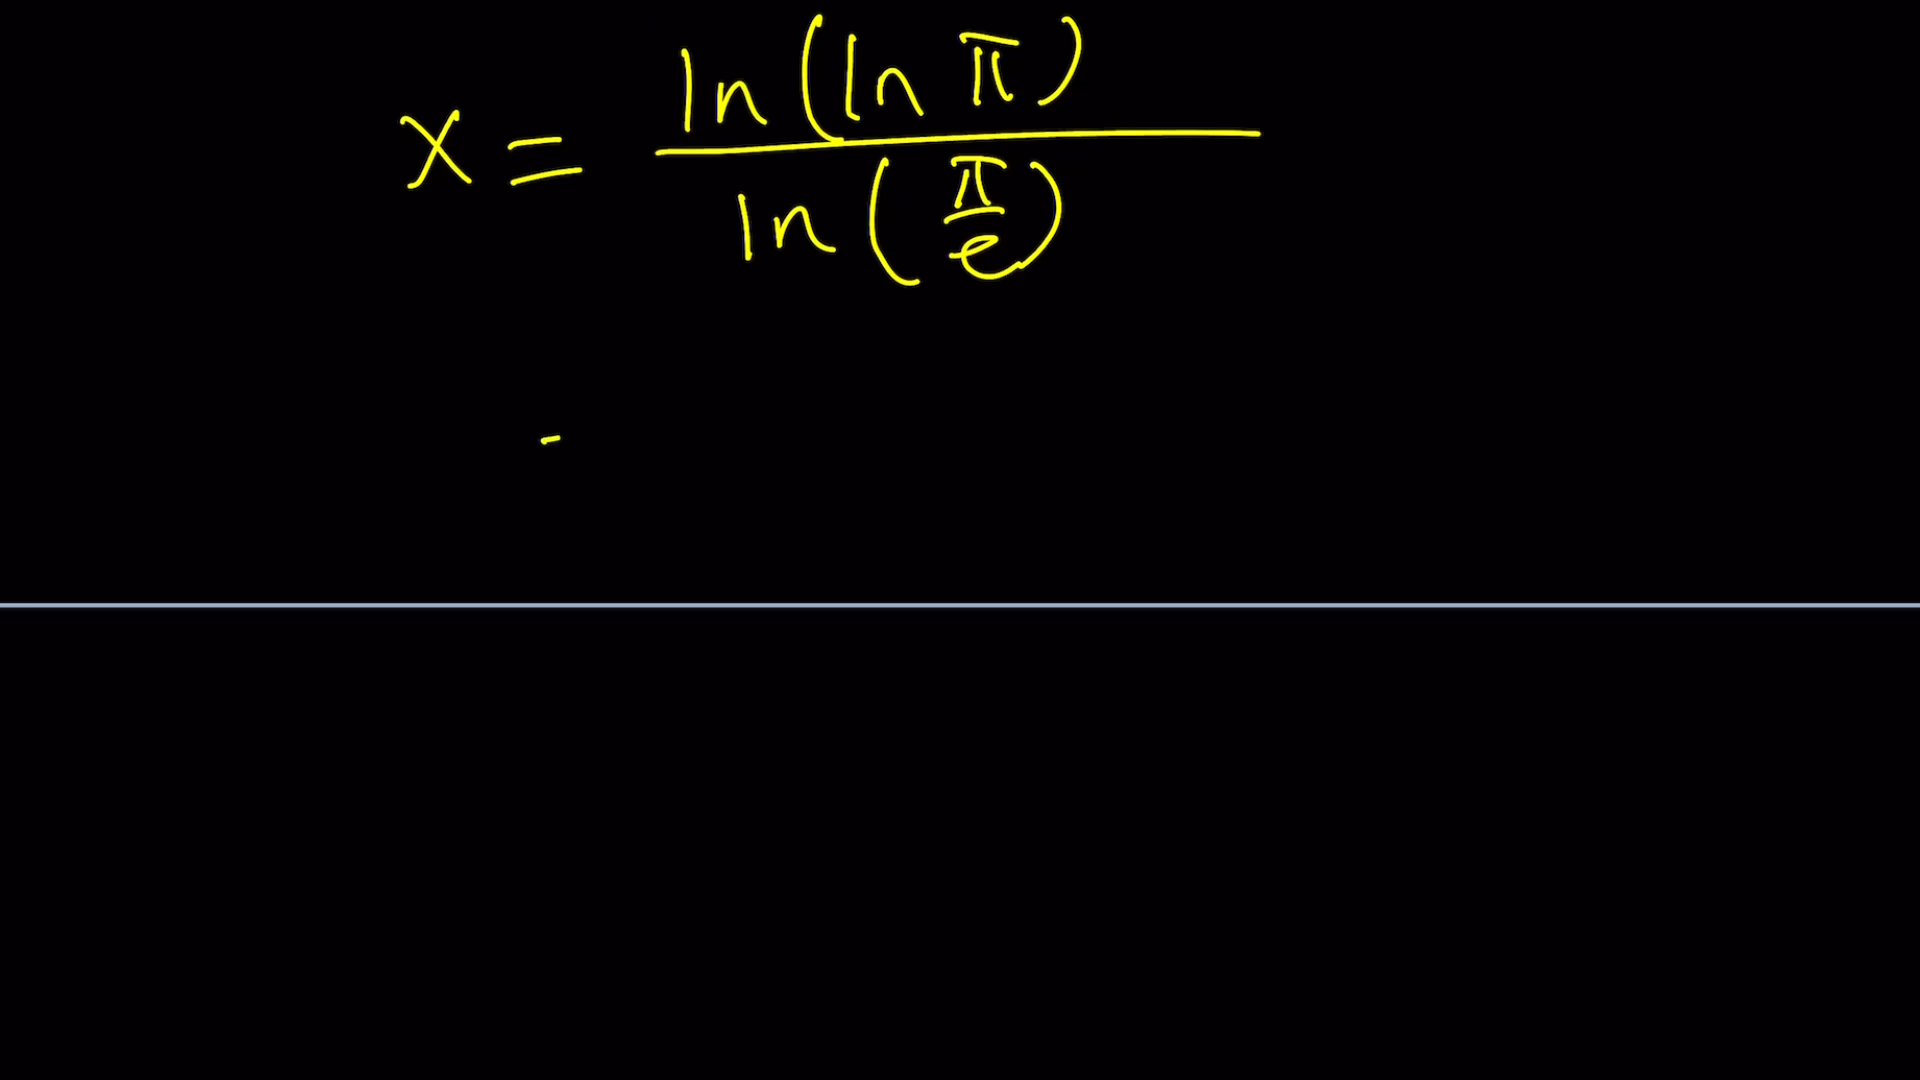 x = ln(ln π) / ln(π/e)
-